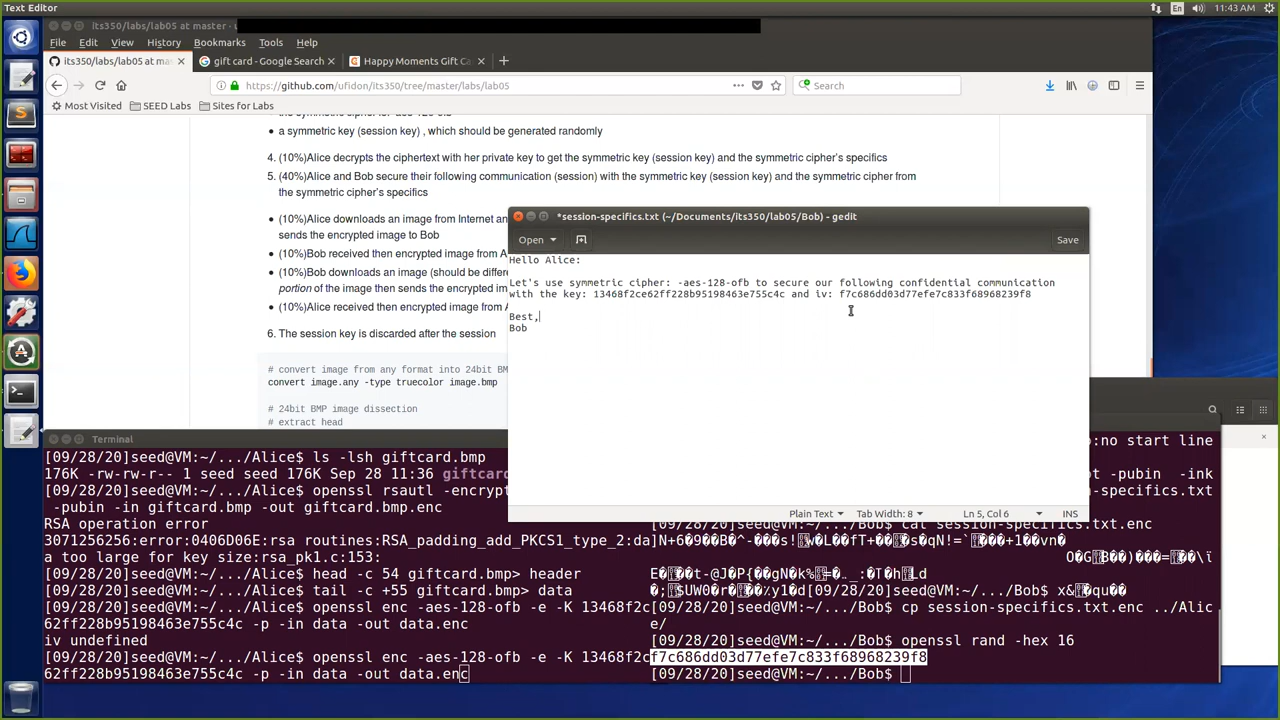 Text Editor
En
11:43 AM
its350/labs/lab05 at master - u
File Edit View History Bookmarks Tools Help
its350/labs/lab05 at mas
gift card - Google Search
Happy Moments Gift Ca
https://github.com/ufidon/its350/tree/master/labs/lab05
Search
Most Visited SEED Labs Sites for Labs
• a symmetric key (session key) , which should be generated randomly
4. (10%)Alice decrypts the ciphertext with her private key to get the symmetric key (session key) and the symmetric cipher's specifics
5. (40%)Alice and Bob secure their following communication (session) with the symmetric key (session key) and the symmetric cipher from
the symmetric cipher's specifics
• (10%)Alice downloads an image from Internet an
sends the encrypted image to Bob
• (10%)Bob received then encrypted image from A
• (10%)Bob downloads an image (should be differe
portion of the image then sends the encrypted im
• (10%)Alice received then encrypted image from
6. The session key is discarded after the session
# convert image from any format into 24bit BM
convert image.any -type truecolor image.bmp
# 24bit BMP image dissection
# extract head
*session-specifics.txt (~/Documents/its350/lab05/Bob) - gedit
Open
Save
Hello Alice:
Let's use symmetric cipher: -aes-128-ofb to secure our following confidential communication
with the key: 13468f2ce62ff228b95198463e755c4c and iv: f7c686dd03d77efe7c833f68968239f8
Best,
Bob
Plain Text Tab Width: 8 Ln 5, Col 6 INS
Terminal
[09/28/20]seed@VM:~/.../Alice$ ls -lsh giftcard.bmp
176K -rw-rw-r-- 1 seed seed 176K Sep 28 11:36 giftcard
[09/28/20]seed@VM:~/.../Alice$ openssl rsautl -encrypt
-pubin -in giftcard.bmp -out giftcard.bmp.enc
RSA operation error
3071256256:error:0406D06E:rsa routines:RSA_padding_add_PKCS1_type_2:da
a too large for key size:rsa_pk1.c:153:
[09/28/20]seed@VM:~/.../Alice$ head -c 54 giftcard.bmp> header
[09/28/20]seed@VM:~/.../Alice$ tail -c +55 giftcard.bmp> data
[09/28/20]seed@VM:~/.../Alice$ openssl enc -aes-128-ofb -e -K 13468f2c
62ff228b95198463e755c4c -p -in data -out data.enc
iv undefined
[09/28/20]seed@VM:~/.../Alice$ openssl enc -aes-128-ofb -e -K 13468f2c
62ff228b95198463e755c4c -p -in data -out data.enc
b:no start line
ot -pubin -ink
sion-specifics.txt
[09/28/20]seed@VM:~/.../Bob$ cat session-specifics.txt.enc
[09/28/20]seed@VM:~/.../Bob$
[09/28/20]seed@VM:~/.../Bob$ cp session-specifics.txt.enc ../Alic
e/
[09/28/20]seed@VM:~/.../Bob$ openssl rand -hex 16
f7c686dd03d77efe7c833f68968239f8
[09/28/20]seed@VM:~/.../Bob$